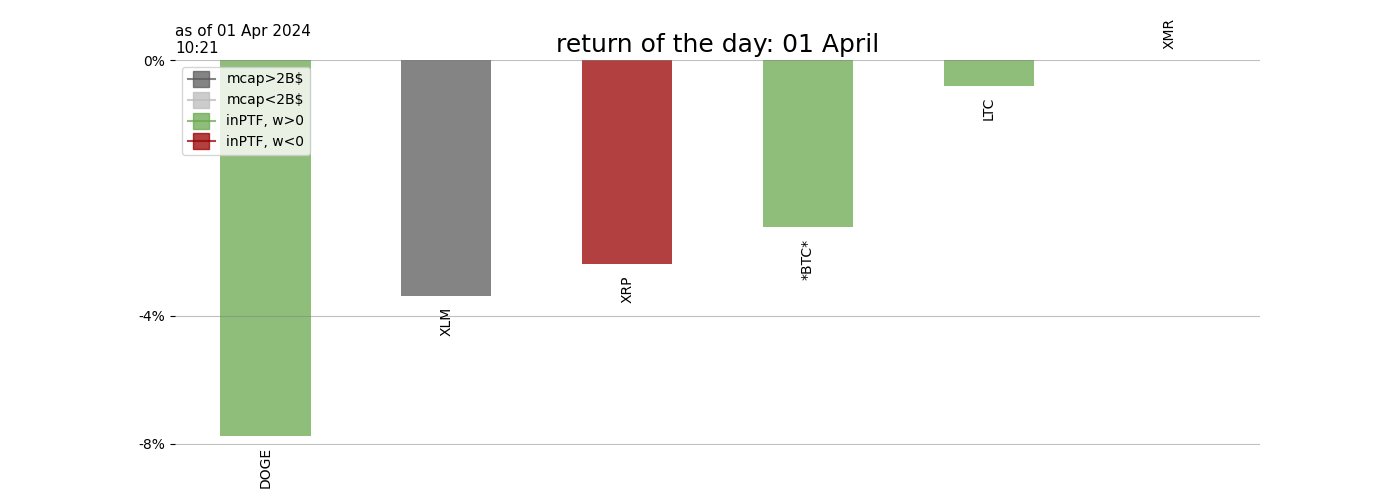 as of 01 Apr 2024
10:21
return of the day: 01 April
XMR
0%
mcap>2B$
mcap<2B$
inPTF, w>0
inPTF, w<0
LTC
*BTC*
XRP
XLM
-4%
-8%
DOGE